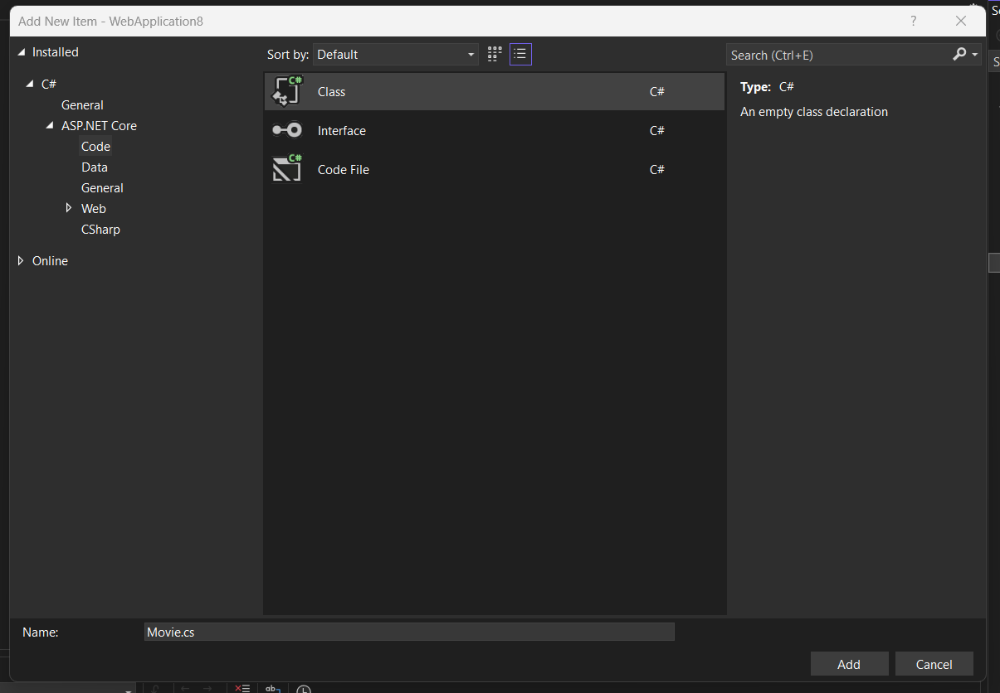 Add New Item - WebApplication8
?
Installed
C#
General
ASP.NET Core
Code
Data
General
Web
CSharp
Online
Sort by: Default
C# Class C#
Interface C#
C# Code File C#
Search (Ctrl+E)
Type: C#
An empty class declaration
Name: Movie.cs
Add Cancel
ab